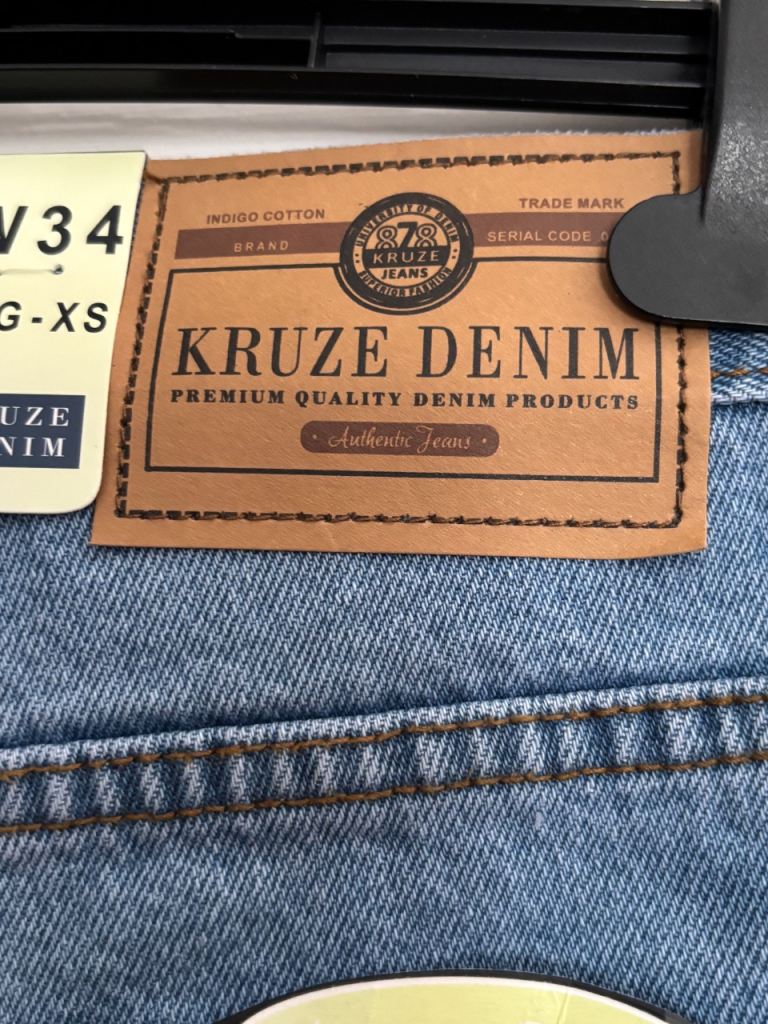 W34
G-XS
UZE
NIM
INDIGO COTTON
BRAND
UNIVERSITY OF DENIM
878
KRUZE
JEANS
SUPERIOR FASHION
TRADE MARK
SERIAL CODE
KRUZE DENIM
PREMIUM QUALITY DENIM PRODUCTS
Authentic Jeans